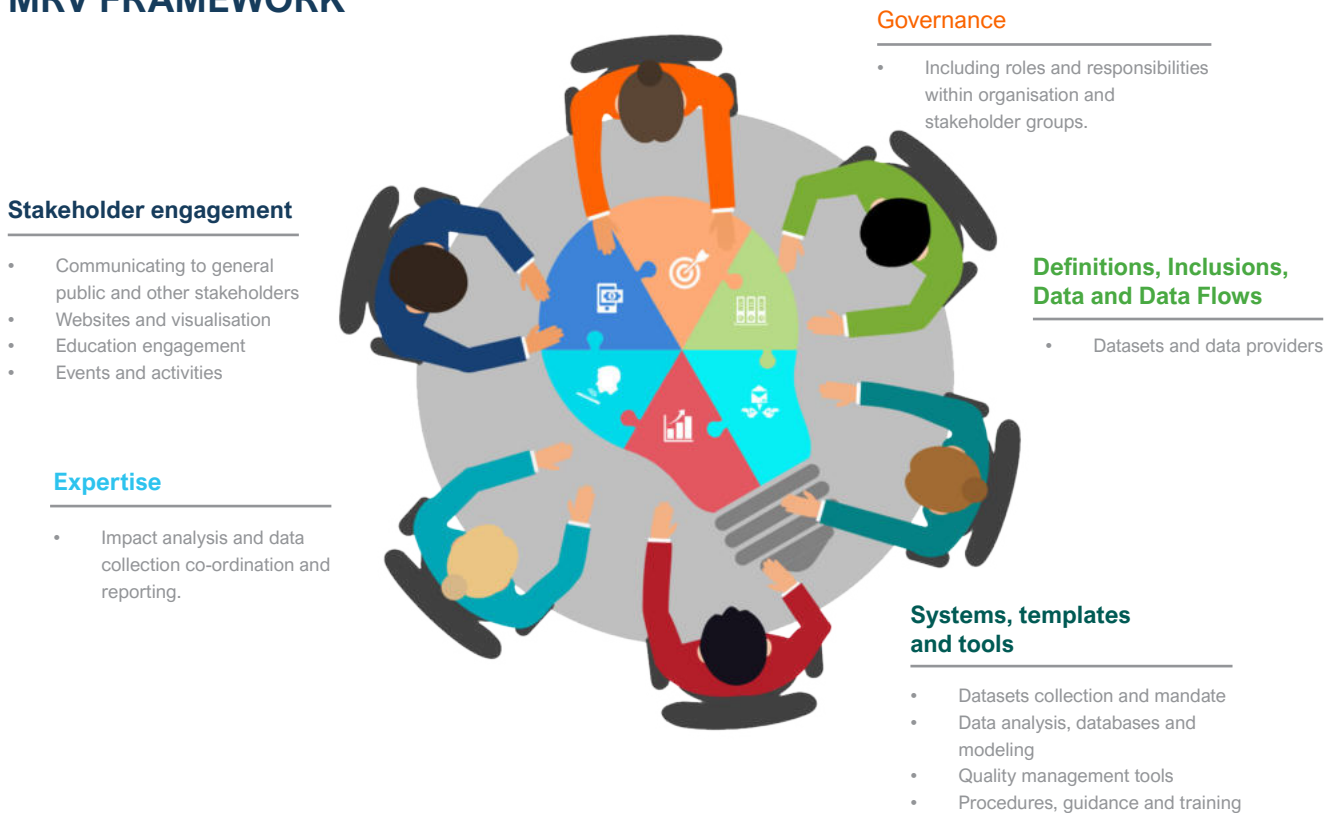 MRV FRAMEWORK
Governance
• Including roles and responsibilities
within organisation and
stakeholder groups.
Stakeholder engagement
• Communicating to general
public and other stakeholders
• Websites and visualisation
• Education engagement
• Events and activities
Definitions, Inclusions,
Data and Data Flows
• Datasets and data providers
Expertise
• Impact analysis and data
collection co-ordination and
reporting.
Systems, templates
and tools
• Datasets collection and mandate
• Data analysis, databases and
modeling
• Quality management tools
• Procedures, guidance and training